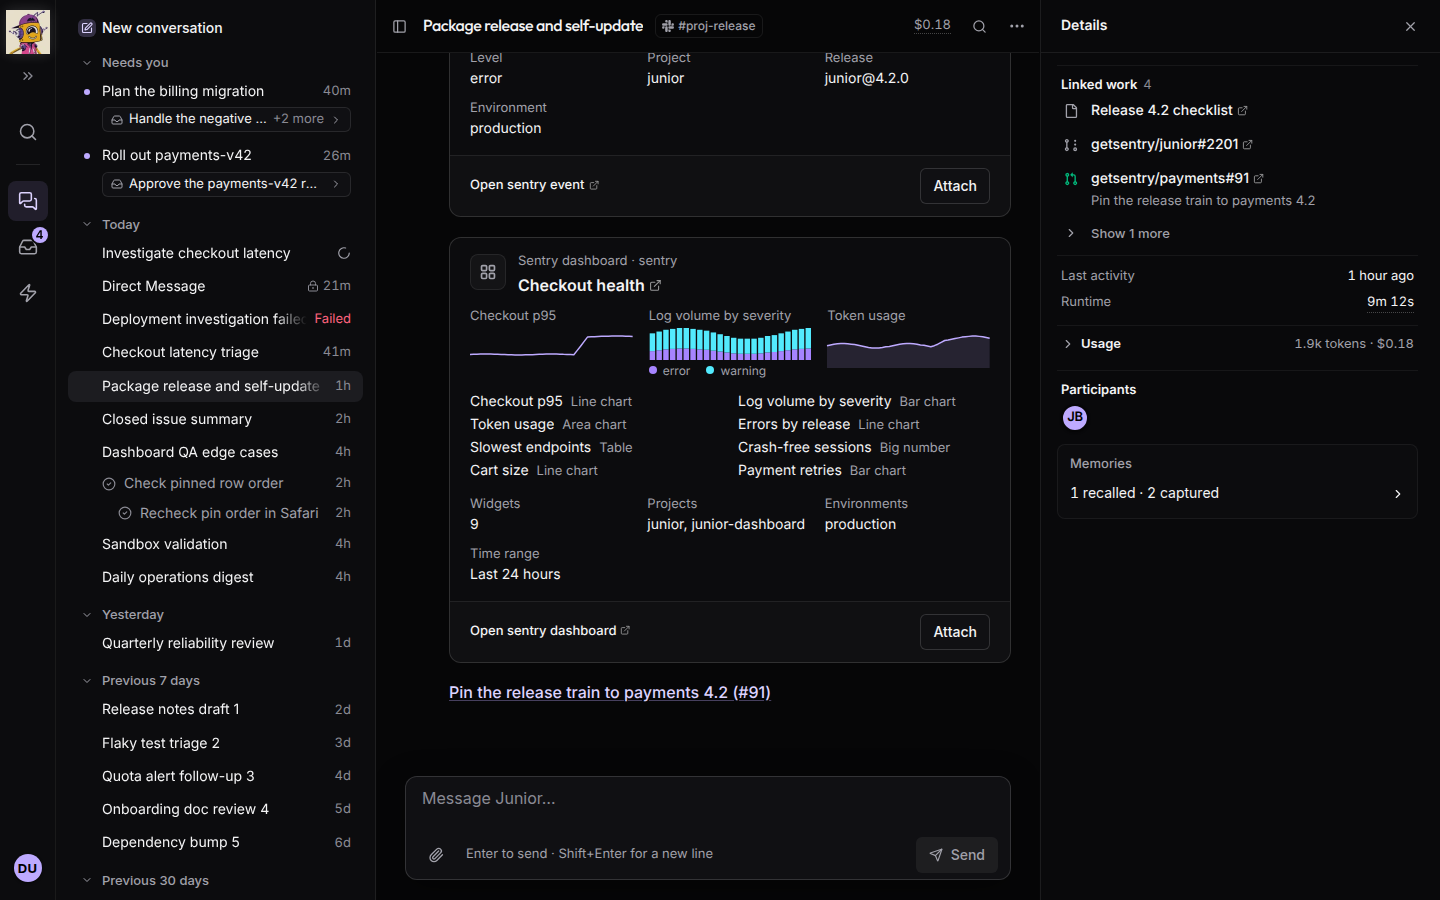 New conversation
Needs you
Plan the billing migration 40m
Handle the negative ... +2 more
Roll out payments-v42 26m
Approve the payments-v42 r...
Today
Investigate checkout latency
Direct Message 21m
Deployment investigation failed Failed
Checkout latency triage 41m
Package release and self-update 1h
Closed issue summary 2h
Dashboard QA edge cases 4h
Check pinned row order 2h
Recheck pin order in Safari 2h
Sandbox validation 4h
Daily operations digest 4h
Yesterday
Quarterly reliability review 1d
Previous 7 days
Release notes draft 1 2d
Flaky test triage 2 3d
Quota alert follow-up 3 4d
Onboarding doc review 4 5d
Dependency bump 5 6d
Previous 30 days
4
DU
Package release and self-update #proj-release $0.18
Level Project Release
error junior junior@4.2.0
Environment
production
Open sentry event Attach
Sentry dashboard · sentry
Checkout health
Checkout p95 Log volume by severity Token usage
error warning
Checkout p95 Line chart Log volume by severity Bar chart
Token usage Area chart Errors by release Line chart
Slowest endpoints Table Crash-free sessions Big number
Cart size Line chart Payment retries Bar chart
Widgets Projects Environments
9 junior, junior-dashboard production
Time range
Last 24 hours
Open sentry dashboard Attach
Pin the release train to payments 4.2 (#91)
Message Junior...
Enter to send · Shift+Enter for a new line Send
Details
Linked work 4
Release 4.2 checklist
getsentry/junior#2201
getsentry/payments#91
Pin the release train to payments 4.2
Show 1 more
Last activity 1 hour ago
Runtime 9m 12s
Usage 1.9k tokens · $0.18
Participants
JB
Memories
1 recalled · 2 captured